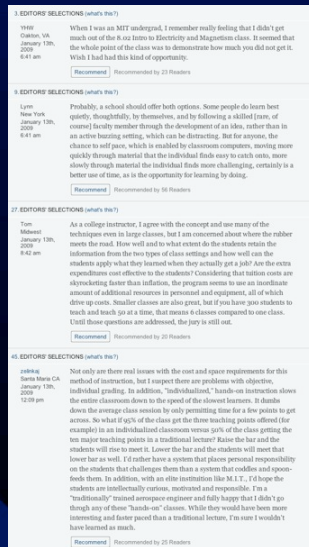 3. EDITORS' SELECTIONS (what's this?)
YHW
Oakton, VA
January 13th,
2009
6:41 am
When I was an MIT undergrad, I remember really feeling that I didn't get
much out of the 8.02 Intro to Electricity and Magnetism class. It seemed that
the whole point of the class was to demonstrate how much you did not get it.
Wish I had had this kind of opportunity.
Recommend Recommended by 23 Readers
9. EDITORS' SELECTIONS (what's this?)
Lynn
New York
January 13th,
2009
6:41 am
Probably, a school should offer both options. Some people do learn best
quietly, thoughtfully, by themselves, and by following a skilled [rare, of
course] faculty member through the development of an idea, rather than in
an active buzzing setting, which can be distracting. But for anyone, the
chance to self pace, which is enabled by classroom computers, moving more
quickly through material that the individual finds easy to catch onto, more
slowly through material the individual finds more challenging, certainly is a
better use of time, as is the opportunity for learning by doing.
Recommend Recommended by 56 Readers
27. EDITORS' SELECTIONS (what's this?)
Tom
Midwest
January 13th,
2009
8:42 am
As a college instructor, I agree with the concept and use many of the
techniques even in large classes, but I am concerned about where the rubber
meets the road. How well and to what extent do the students retain the
information from the two types of class settings and how well can the
students apply what they learned when they actually get a job? Are the extra
expenditures cost effective to the students? Considering that tuition costs are
skyrocketing faster than inflation, the program seems to use an inordinate
amount of additional resources in personnel and equipment, all of which
drive up costs. Smaller classes are also great, but if you have 300 students to
teach and teach 50 at a time, that means 6 classes compared to one class.
Until those questions are addressed, the jury is still out.
Recommend Recommended by 20 Readers
45. EDITORS' SELECTIONS (what's this?)
zelinkaj
Santa Maria CA
January 13th,
2009
12:09 pm
Not only are there real issues with the cost and space requirements for this
method of instruction, but I suspect there are problems with objective,
individual grading. In addition, "individualized," hands-on instruction slows
the entire classroom down to the speed of the slowest learners. It dumbs
down the average class session by only permitting time for a few points to get
across. So what if 95% of the class get the three teaching points offered (for
example) in an individualized classroom versus 50% of the class getting the
ten major teaching points in a traditional lecture? Raise the bar and the
students will rise to meet it. Lower the bar and the students will meet that
lower bar as well. I'd rather have a system that places personal responsibility
on the students that challenges them than a system that coddles and spoon-
feeds them. In addition, with an elite institution like M.I.T., I'd hope the
students are intellectually curious, motivated and responsible. I'm a
"traditionally" trained aerospace engineer and fully happy that I didn't go
throgh any of these "hands-on" classes. While they would have been more
interesting and faster paced than a traditional lecture, I'm sure I wouldn't
have learned as much.
Recommend Recommended by 25 Readers